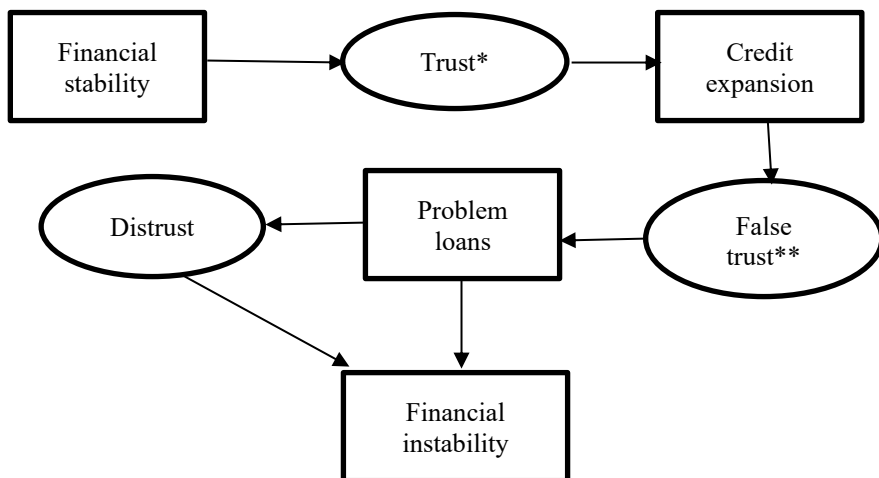 Financial
stability
Trust*
Credit
expansion
Distrust
Problem
loans
False
trust**
Financial
instability